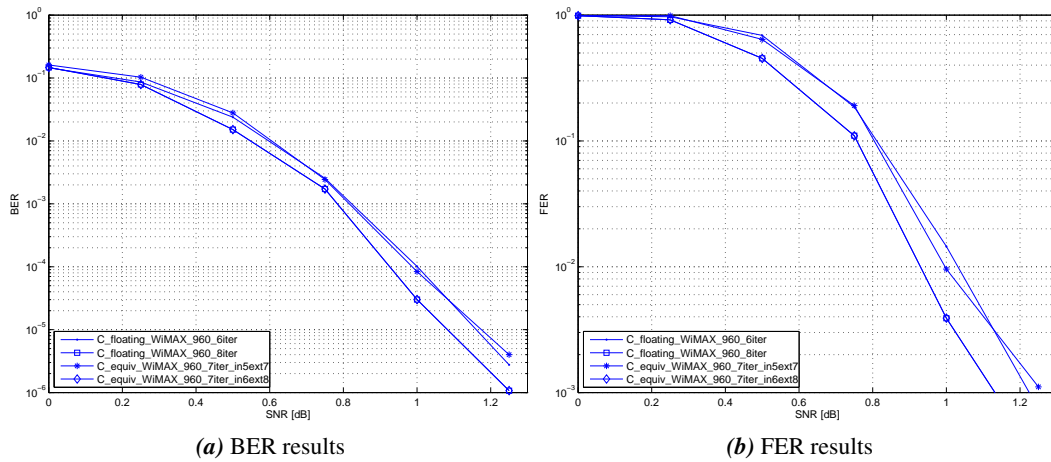 10^0
10^−1
10^−2
10^−3
10^−4
10^−5
10^−6
BER
0 0.2 0.4 0.6 0.8 1 1.2
SNR [dB]
C_floating_WiMAX_960_6iter
C_floating_WiMAX_960_8iter
C_equiv_WiMAX_960_7iter_in5ext7
C_equiv_WiMAX_960_7iter_in6ext8
(a) BER results
10^0
10^−1
10^−2
10^−3
FER
0 0.2 0.4 0.6 0.8 1 1.2
SNR [dB]
C_floating_WiMAX_960_6iter
C_floating_WiMAX_960_8iter
C_equiv_WiMAX_960_7iter_in5ext7
C_equiv_WiMAX_960_7iter_in6ext8
(b) FER results